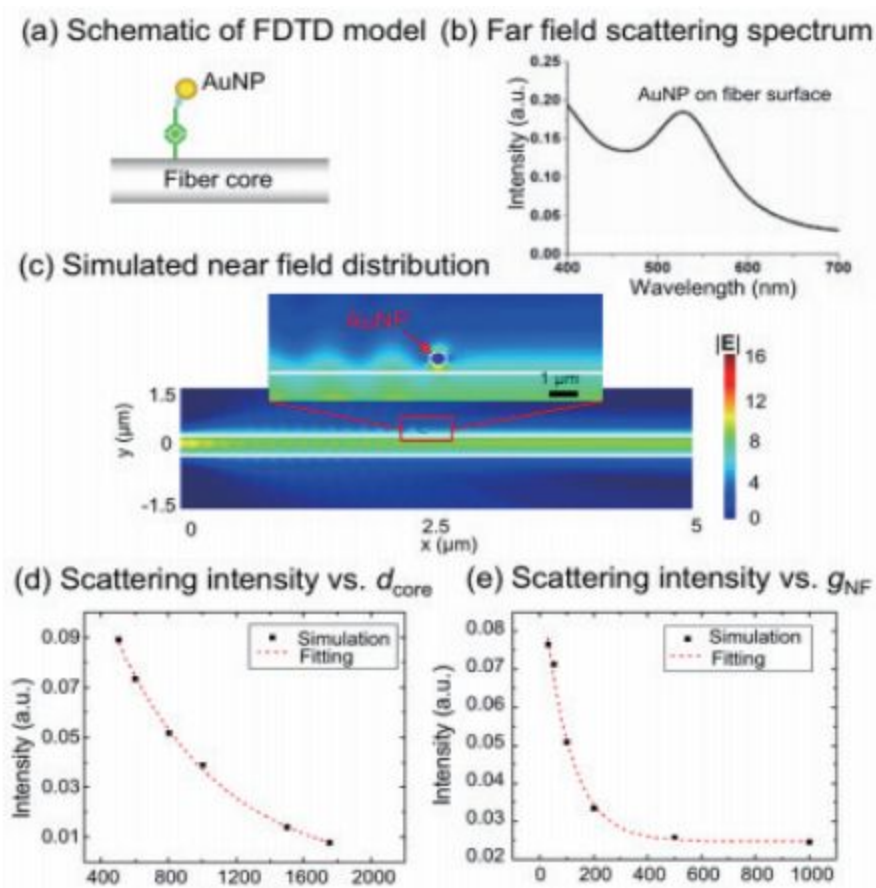 (a) Schematic of FDTD model
AuNP
Fiber core
(b) Far field scattering spectrum
0.25
0.20
0.15
0.10
0.05
0.00
Intensity (a.u.)
AuNP on fiber surface
400 500 600 700
Wavelength (nm)
(c) Simulated near field distribution
AuNP
1 μm
|E|
16
12
8
4
0
1.5
0
-1.5
y (μm)
0 2.5 5
x (μm)
(d) Scattering intensity vs. dcore
0.09
0.07
0.05
0.03
0.01
Intensity (a.u.)
Simulation
Fitting
400 800 1200 1600 2000
(e) Scattering intensity vs. gNF
0.08
0.07
0.06
0.05
0.04
0.03
0.02
Intensity (a.u.)
Simulation
Fitting
0 200 400 600 800 1000